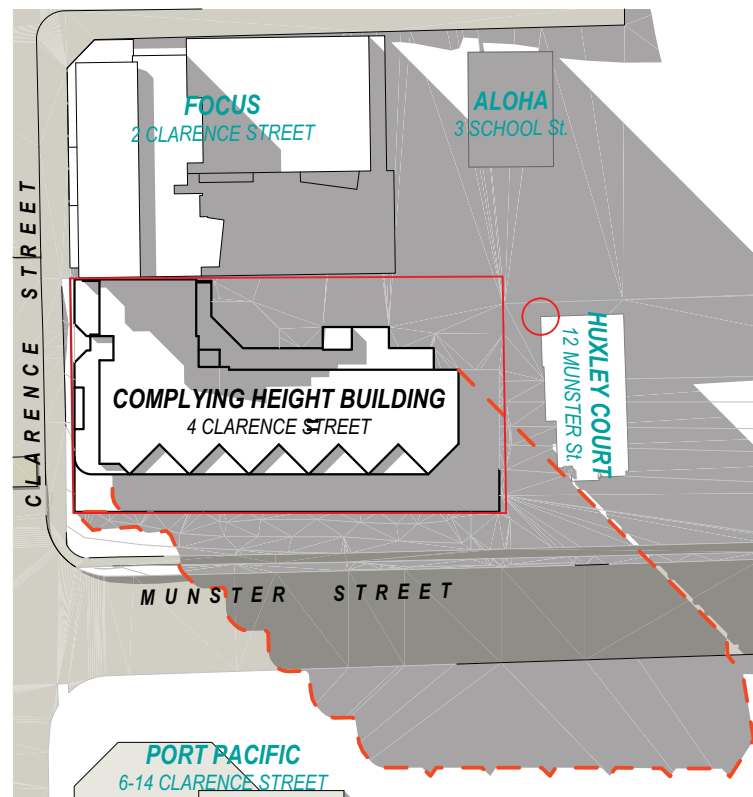 FOCUS
2 CLARENCE STREET
ALOHA
3 SCHOOL St.
CLARENCE STREET
HUXLEY COURT
12 MUNSTER St.
COMPLYING HEIGHT BUILDING
4 CLARENCE STREET
MUNSTER STREET
PORT PACIFIC
6-14 CLARENCE STREET